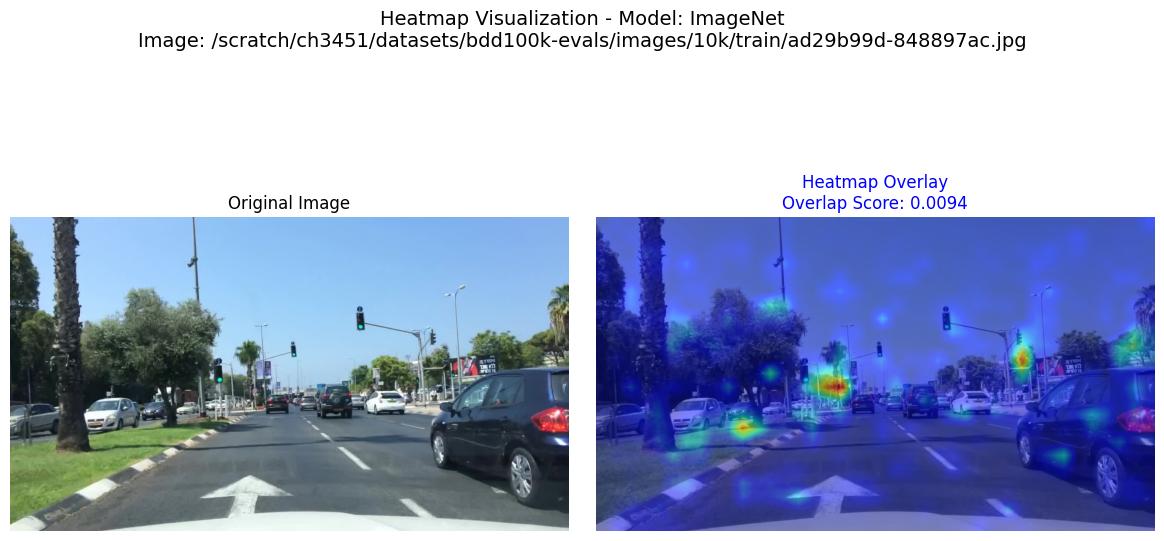 Heatmap Visualization - Model: ImageNet
Image: /scratch/ch3451/datasets/bdd100k-evals/images/10k/train/ad29b99d-848897ac.jpg
Original Image
Heatmap Overlay
Overlap Score: 0.0094